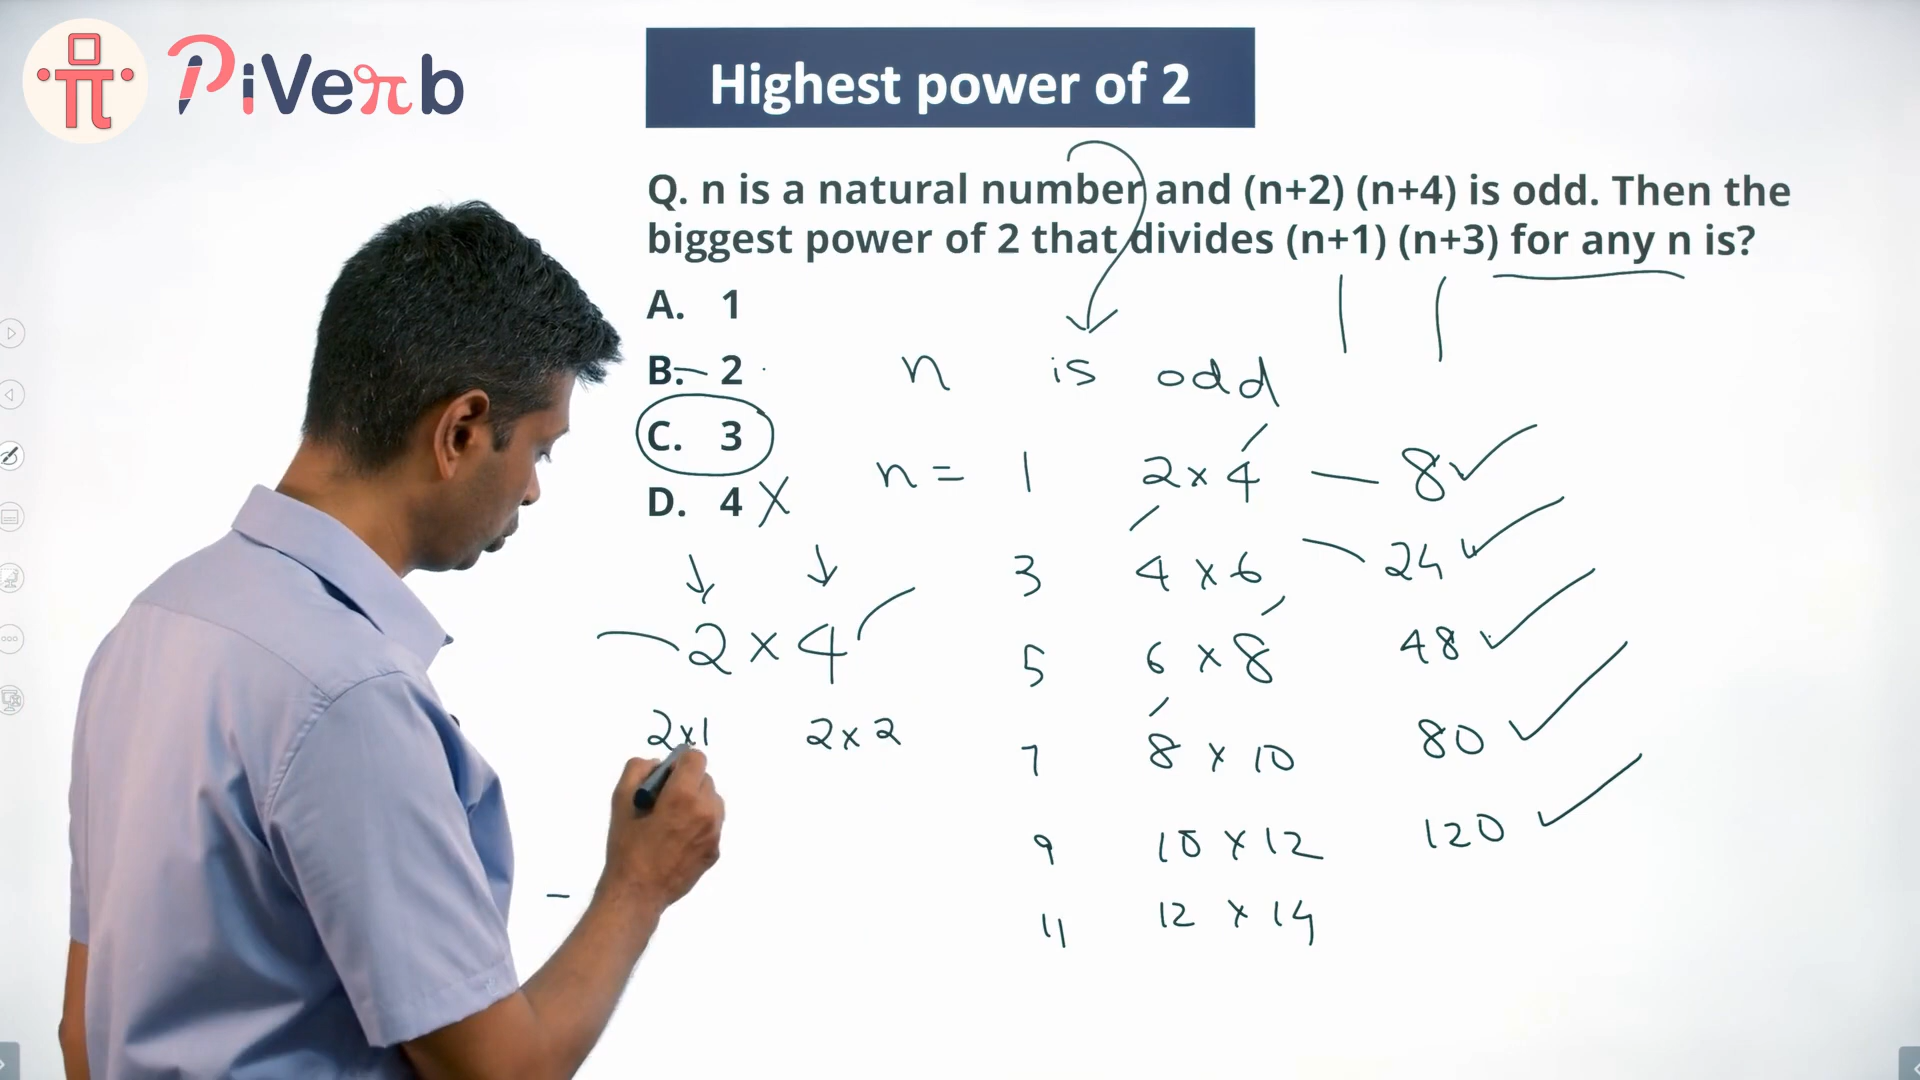 PiVerb
Highest power of 2
Q. n is a natural number and (n+2) (n+4) is odd. Then the
biggest power of 2 that divides (n+1) (n+3) for any n is?
A. 1
B. 2
C. 3
D. 4 X
n is odd
n = 1 2 x 4 — 8
3 4 x 6 24
5 6 x 8 48
7 8 x 10 80
9 10 x 12 120
11 12 x 14
2 x 4
2x1 2x2